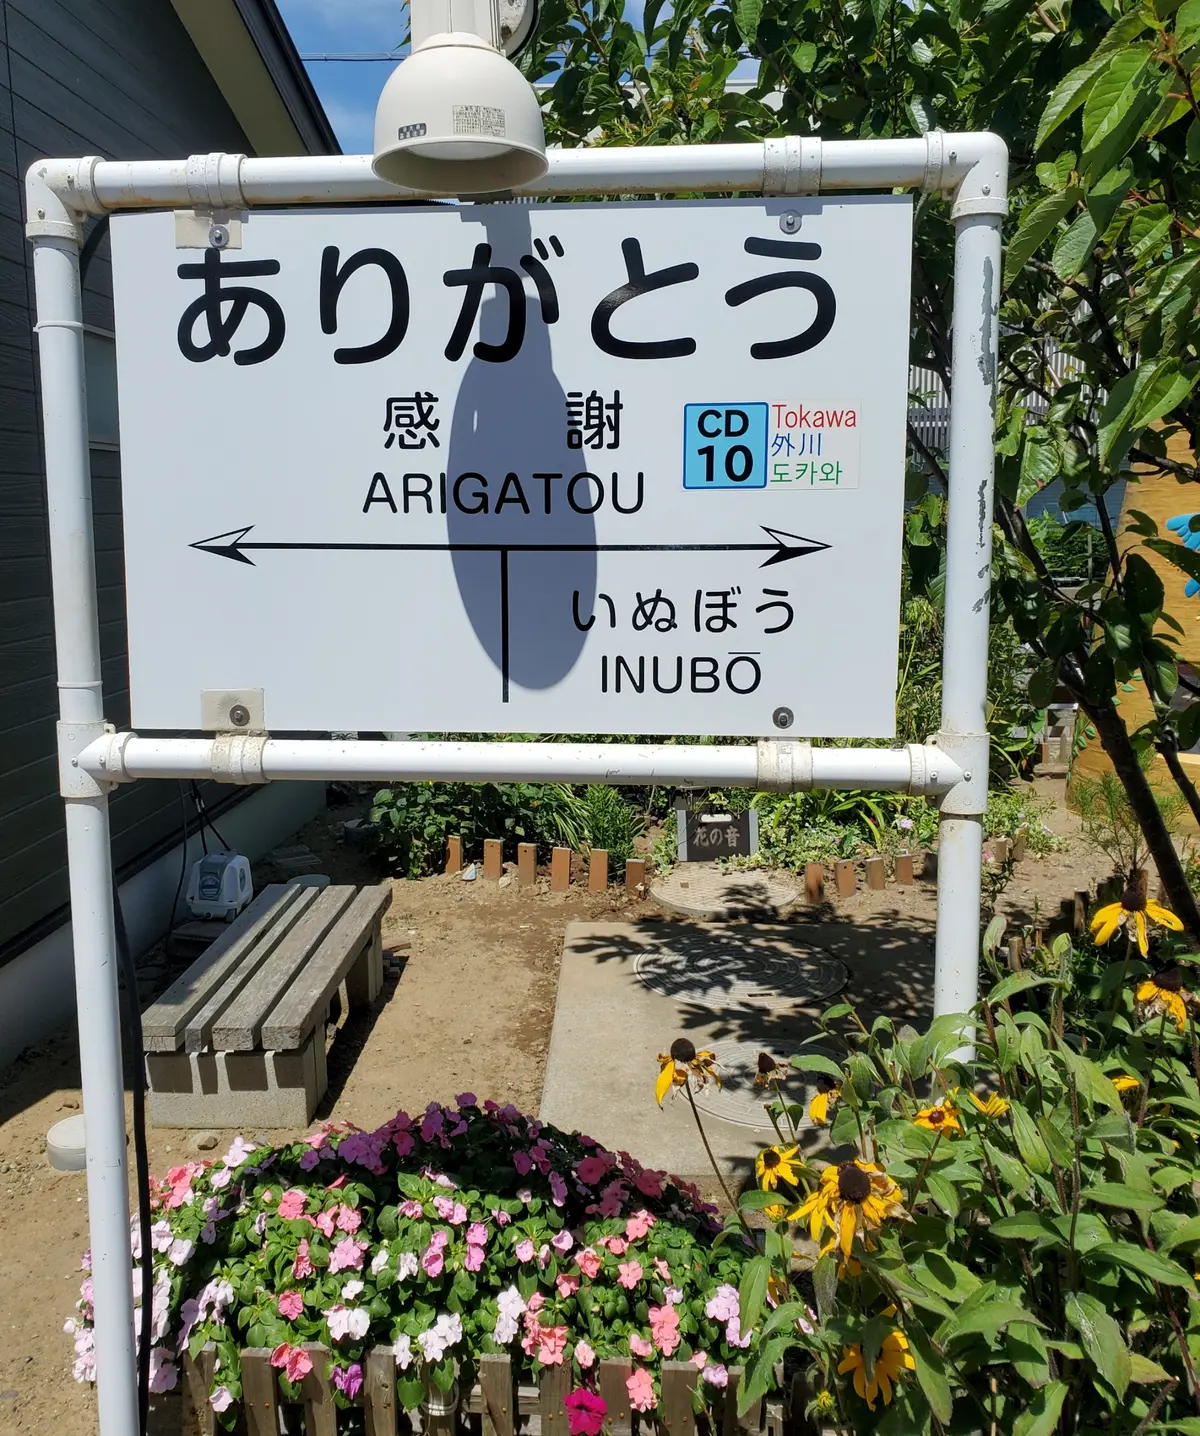 ありがとう
感 謝
ARIGATOU
CD
10
Tokawa
外川
도카와
いぬぼう
INUBŌ
花の音